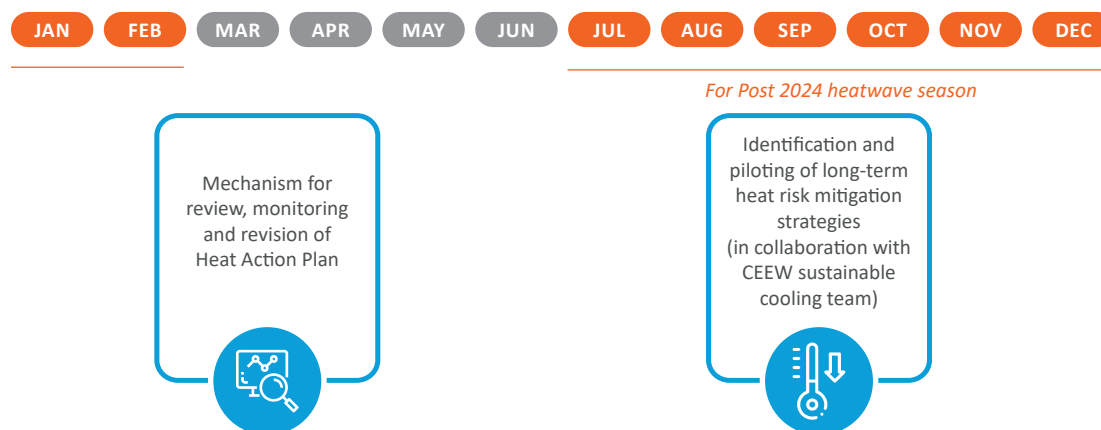 JAN FEB MAR APR MAY JUN JUL AUG SEP OCT NOV DEC
For Post 2024 heatwave season
Mechanism for
review, monitoring
and revision of
Heat Action Plan
Identification and
piloting of long-term
heat risk mitigation
strategies
(in collaboration with
CEEW sustainable
cooling team)